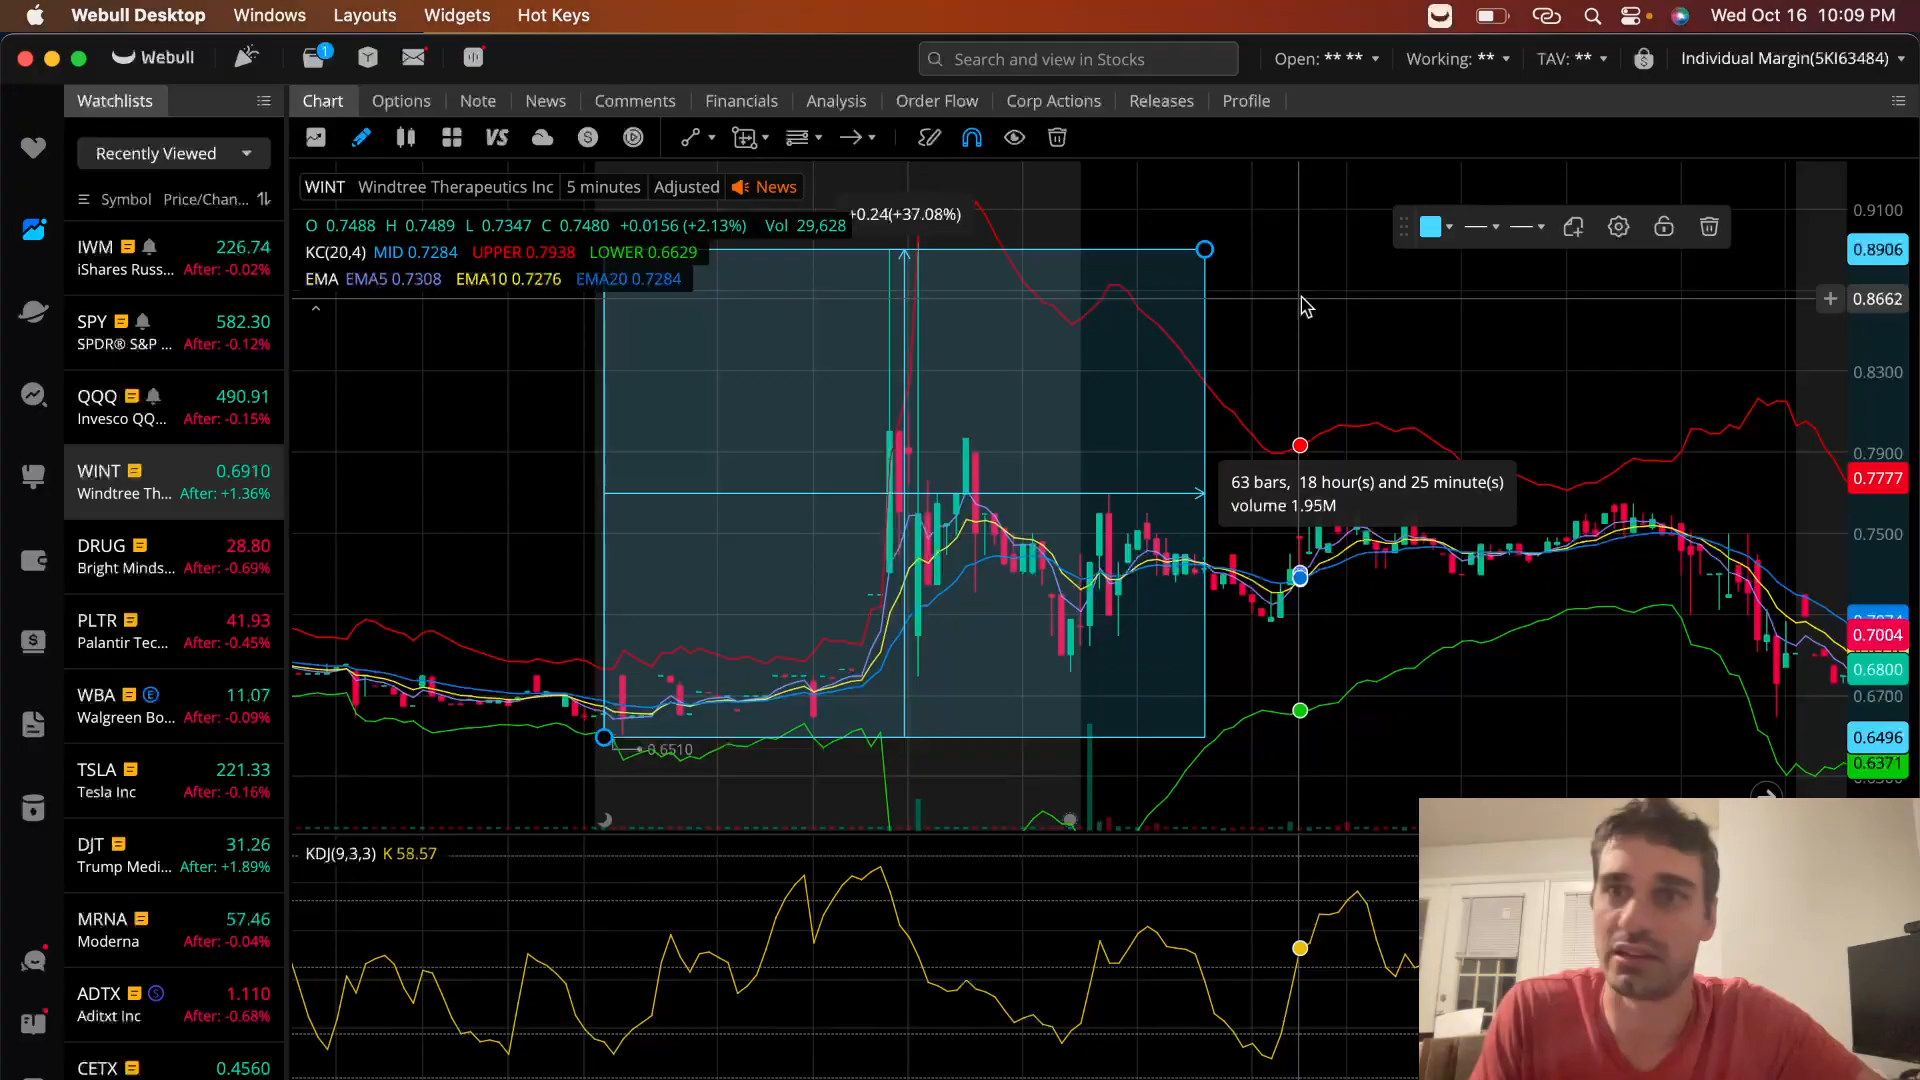 Webull Desktop Windows Layouts Widgets Hot Keys Wed Oct 16 10:09 PM
Webull 1 Search and view in Stocks Open: ** ** Working: ** TAV: ** Individual Margin(5KI63484)
Watchlists Chart Options Note News Comments Financials Analysis Order Flow Corp Actions Releases Profile
Recently Viewed
VS
Symbol Price/Chan...
IWM 226.74
iShares Russ... After: -0.02%
SPY 582.30
SPDR® S&P ... After: -0.12%
QQQ 490.91
Invesco QQ... After: -0.15%
WINT 0.6910
Windtree Th... After: +1.36%
DRUG 28.80
Bright Minds... After: -0.69%
PLTR 41.93
Palantir Tec... After: -0.45%
WBA E 11.07
Walgreen Bo... After: -0.09%
TSLA 221.33
Tesla Inc After: -0.16%
DJT 31.26
Trump Medi... After: +1.89%
MRNA 57.46
Moderna After: -0.04%
ADTX S 1.110
Aditxt Inc After: -0.68%
CETX 0.4560
WINT Windtree Therapeutics Inc 5 minutes Adjusted News
+0.24(+37.08%)
O 0.7488 H 0.7489 L 0.7347 C 0.7480 +0.0156 (+2.13%) Vol 29,628
KC(20,4) MID 0.7284 UPPER 0.7938 LOWER 0.6629
EMA EMA5 0.7308 EMA10 0.7276 EMA20 0.7284
63 bars, 18 hour(s) and 25 minute(s)
volume 1.95M
0.6510
0.9100
0.8906
0.8662
0.8300
0.7900
0.7777
0.7500
0.7004
0.6800
0.6700
0.6496
0.6371
KDJ(9,3,3) K 58.57